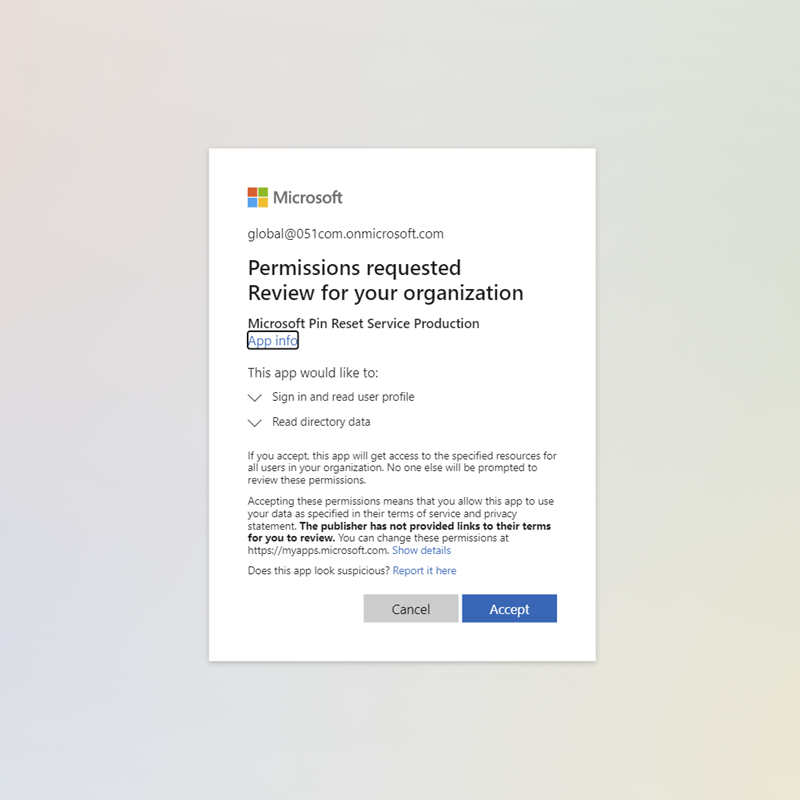 Microsoft
global@051com.onmicrosoft.com
Permissions requested
Review for your organization
Microsoft Pin Reset Service Production
App info
This app would like to:
Sign in and read user profile
Read directory data
If you accept, this app will get access to the specified resources for
all users in your organization. No one else will be prompted to
review these permissions.
Accepting these permissions means that you allow this app to use
your data as specified in their terms of service and privacy
statement. The publisher has not provided links to their terms
for you to review. You can change these permissions at
https://myapps.microsoft.com. Show details
Does this app look suspicious? Report it here
Cancel Accept